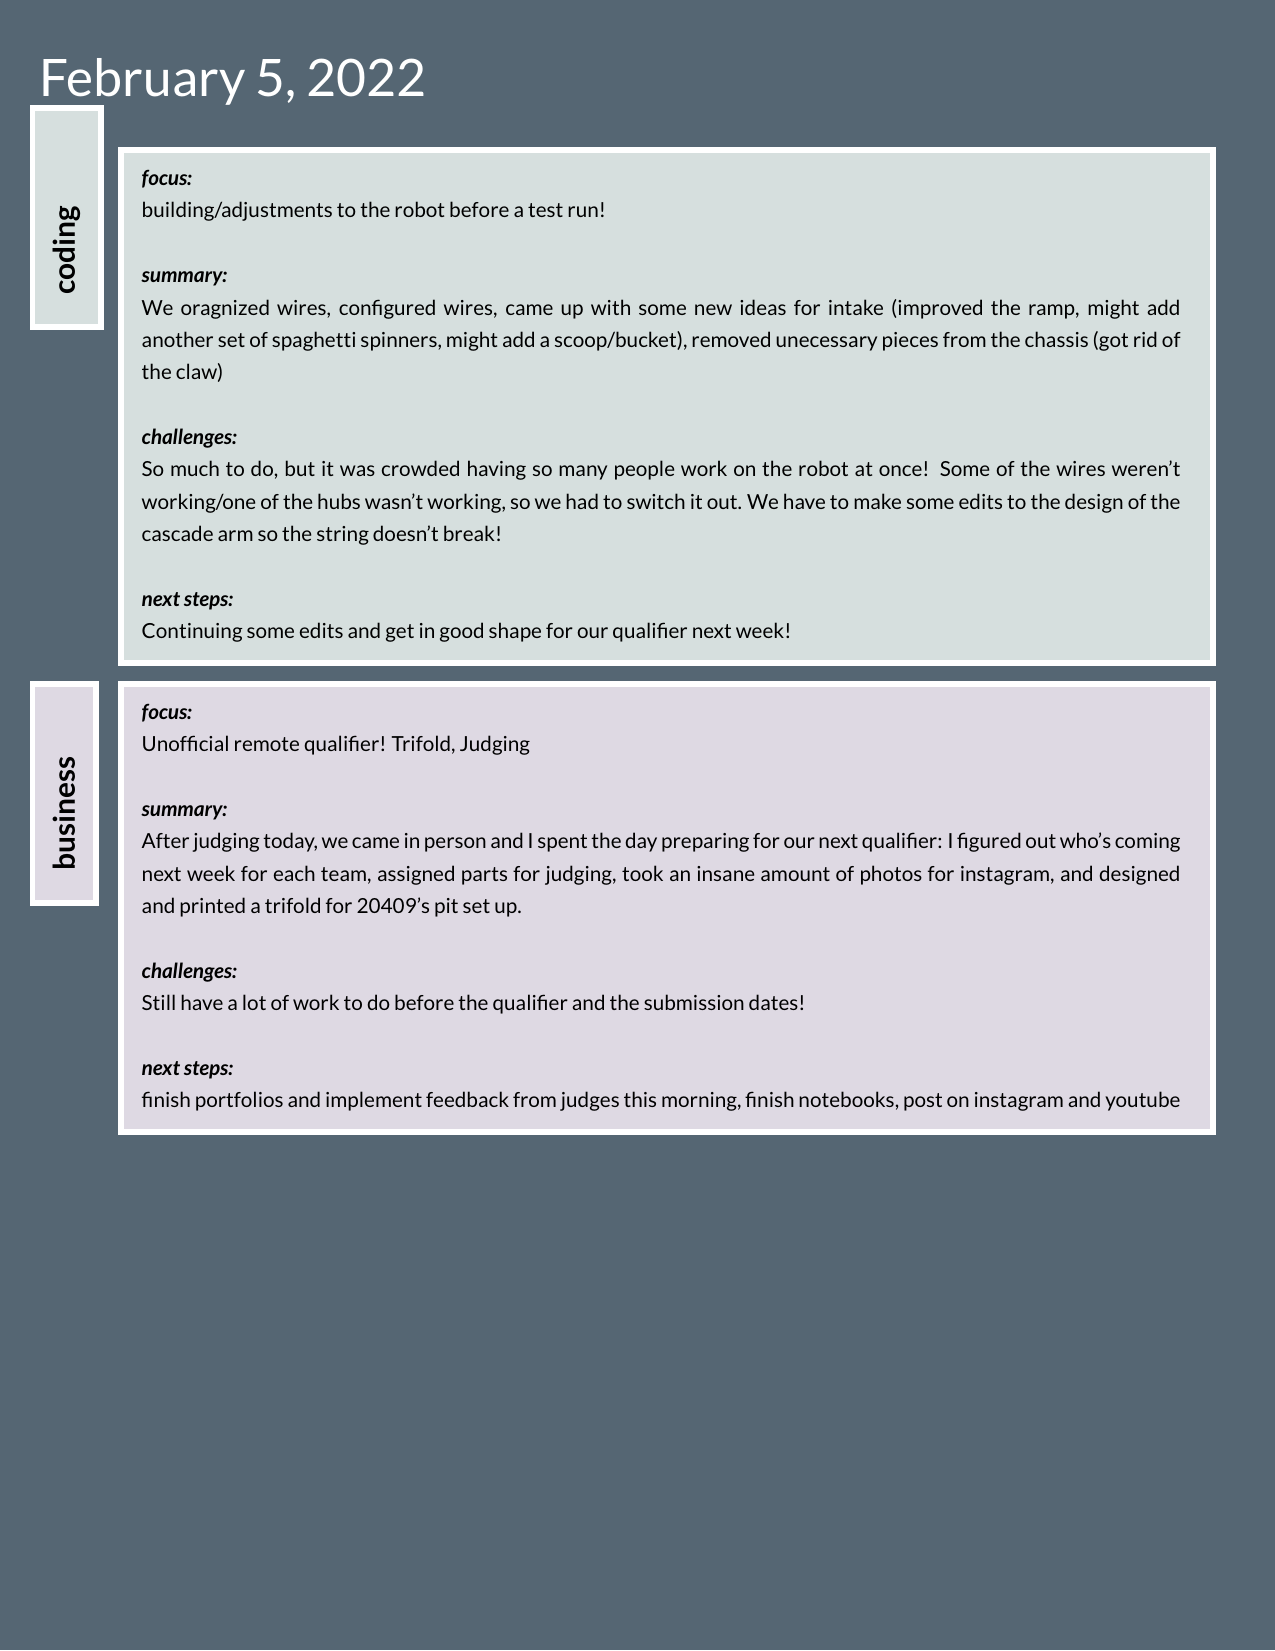 February 5, 2022
coding
focus:
building/adjustments to the robot before a test run!
summary:
We oragnized wires, configured wires, came up with some new ideas for intake (improved the ramp, might add
another set of spaghetti spinners, might add a scoop/bucket), removed unecessary pieces from the chassis (got rid of
the claw)
challenges:
So much to do, but it was crowded having so many people work on the robot at once!  Some of the wires weren’t
working/one of the hubs wasn’t working, so we had to switch it out. We have to make some edits to the design of the
cascade arm so the string doesn’t break!
next steps:
Continuing some edits and get in good shape for our qualifier next week!
business
focus:
Unofficial remote qualifier! Trifold, Judging
summary:
After judging today, we came in person and I spent the day preparing for our next qualifier: I figured out who’s coming
next week for each team, assigned parts for judging, took an insane amount of photos for instagram, and designed
and printed a trifold for 20409’s pit set up.
challenges:
Still have a lot of work to do before the qualifier and the submission dates!
next steps:
finish portfolios and implement feedback from judges this morning, finish notebooks, post on instagram and youtube